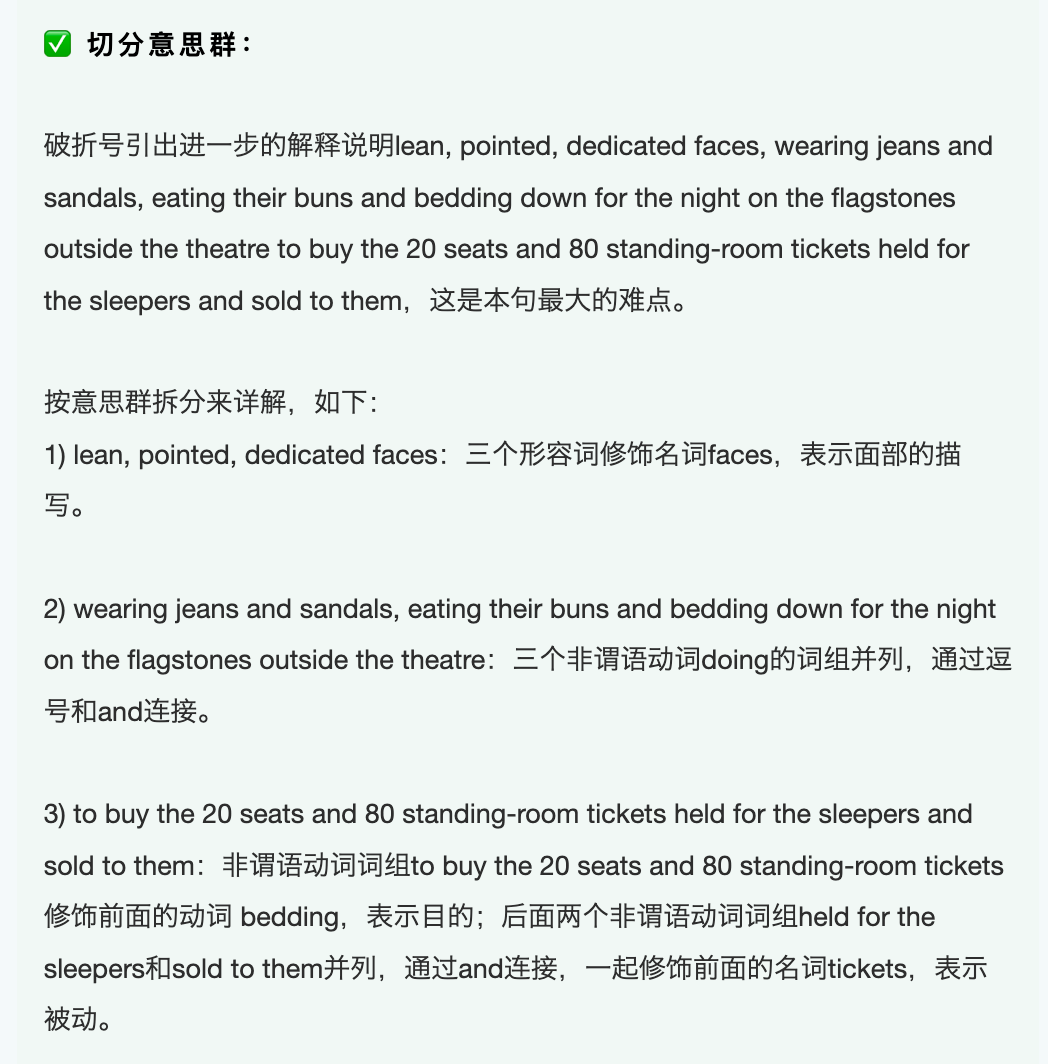 ✅ 切分意思群：
破折号引出进一步的解释说明lean, pointed, dedicated faces, wearing jeans and
sandals, eating their buns and bedding down for the night on the flagstones
outside the theatre to buy the 20 seats and 80 standing-room tickets held for
the sleepers and sold to them，这是本句最大的难点。
按意思群拆分来详解，如下：
1) lean, pointed, dedicated faces：三个形容词修饰名词faces，表示面部的描
写。
2) wearing jeans and sandals, eating their buns and bedding down for the night
on the flagstones outside the theatre：三个非谓语动词doing的词组并列，通过逗
号和and连接。
3) to buy the 20 seats and 80 standing-room tickets held for the sleepers and
sold to them：非谓语动词词组to buy the 20 seats and 80 standing-room tickets
修饰前面的动词 bedding，表示目的；后面两个非谓语动词词组held for the
sleepers和sold to them并列，通过and连接，一起修饰前面的名词tickets，表示
被动。